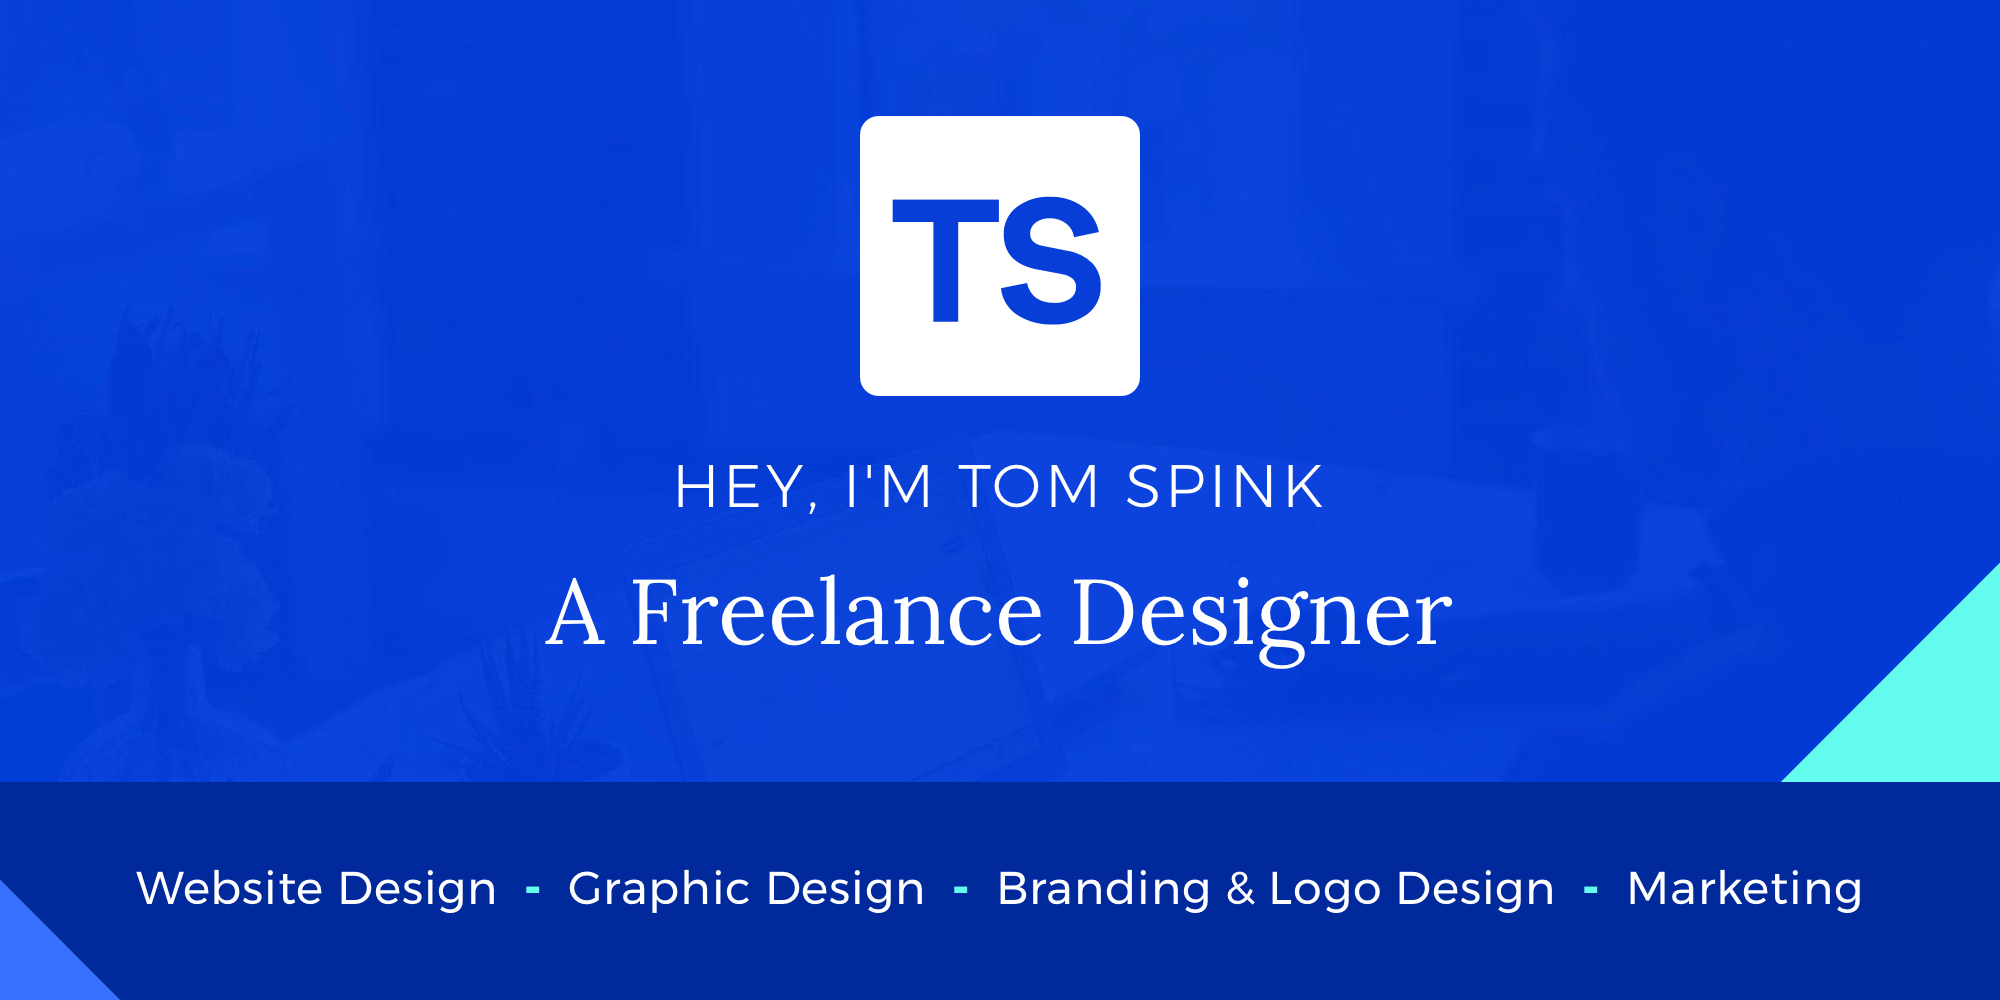 TS
HEY, I'M TOM SPINK
A Freelance Designer
Website Design - Graphic Design - Branding & Logo Design - Marketing